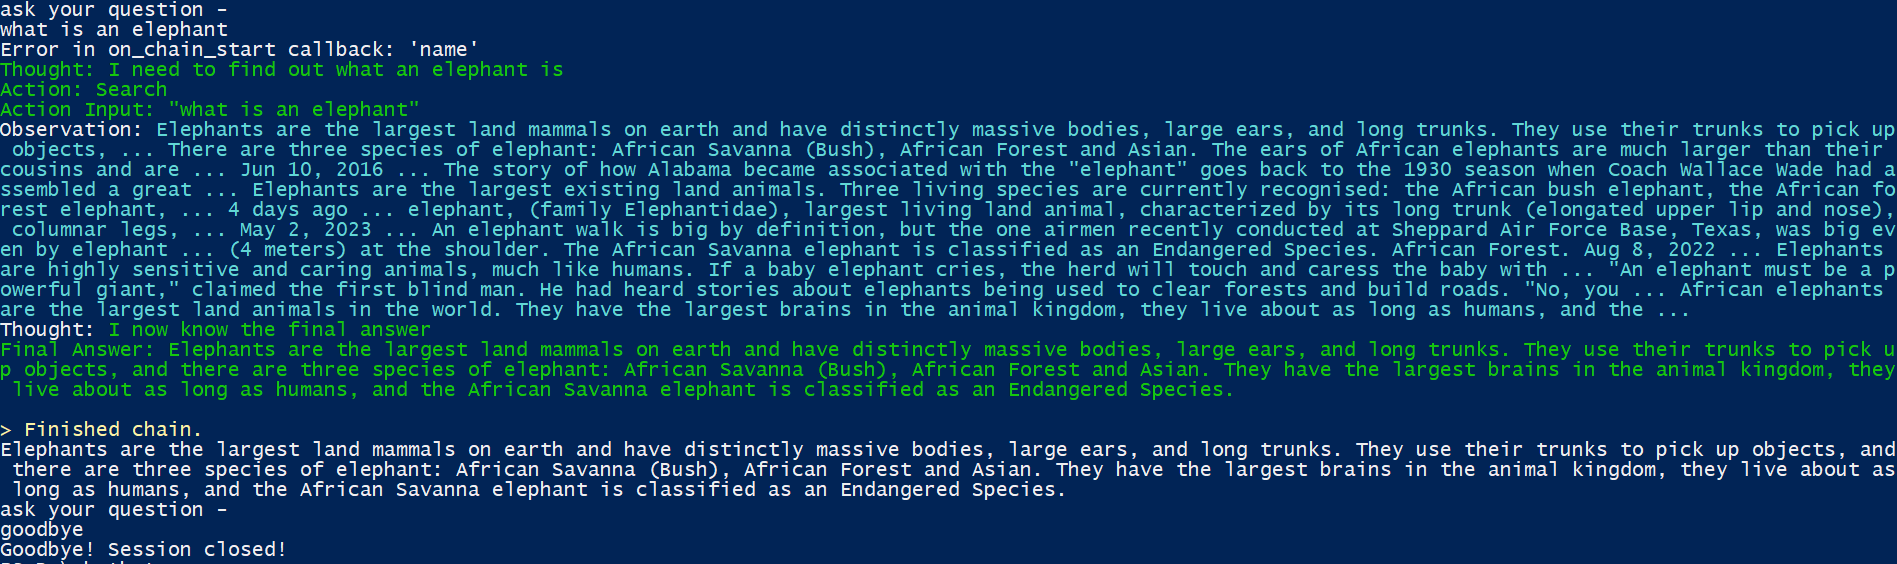 ask your question -
what is an elephant
Error in on_chain_start callback: 'name'
Thought: I need to find out what an elephant is
Action: Search
Action Input: "what is an elephant"
Observation: Elephants are the largest land mammals on earth and have distinctly massive bodies, large ears, and long trunks. They use their trunks to pick up
 objects, ... There are three species of elephant: African Savanna (Bush), African Forest and Asian. The ears of African elephants are much larger than their
cousins and are ... Jun 10, 2016 ... The story of how Alabama became associated with the "elephant" goes back to the 1930 season when Coach Wallace Wade had a
ssembled a great ... Elephants are the largest existing land animals. Three living species are currently recognised: the African bush elephant, the African fo
rest elephant, ... 4 days ago ... elephant, (family Elephantidae), largest living land animal, characterized by its long trunk (elongated upper lip and nose),
 columnar legs, ... May 2, 2023 ... An elephant walk is big by definition, but the one airmen recently conducted at Sheppard Air Force Base, Texas, was big ev
en by elephant ... (4 meters) at the shoulder. The African Savanna elephant is classified as an Endangered Species. African Forest. Aug 8, 2022 ... Elephants
are highly sensitive and caring animals, much like humans. If a baby elephant cries, the herd will touch and caress the baby with ... "An elephant must be a p
owerful giant," claimed the first blind man. He had heard stories about elephants being used to clear forests and build roads. "No, you ... African elephants
are the largest land animals in the world. They have the largest brains in the animal kingdom, they live about as long as humans, and the ...
Thought: I now know the final answer
Final Answer: Elephants are the largest land mammals on earth and have distinctly massive bodies, large ears, and long trunks. They use their trunks to pick u
p objects, and there are three species of elephant: African Savanna (Bush), African Forest and Asian. They have the largest brains in the animal kingdom, they
 live about as long as humans, and the African Savanna elephant is classified as an Endangered Species.
> Finished chain.
Elephants are the largest land mammals on earth and have distinctly massive bodies, large ears, and long trunks. They use their trunks to pick up objects, and
 there are three species of elephant: African Savanna (Bush), African Forest and Asian. They have the largest brains in the animal kingdom, they live about as
 long as humans, and the African Savanna elephant is classified as an Endangered Species.
ask your question -
goodbye
Goodbye! Session closed!